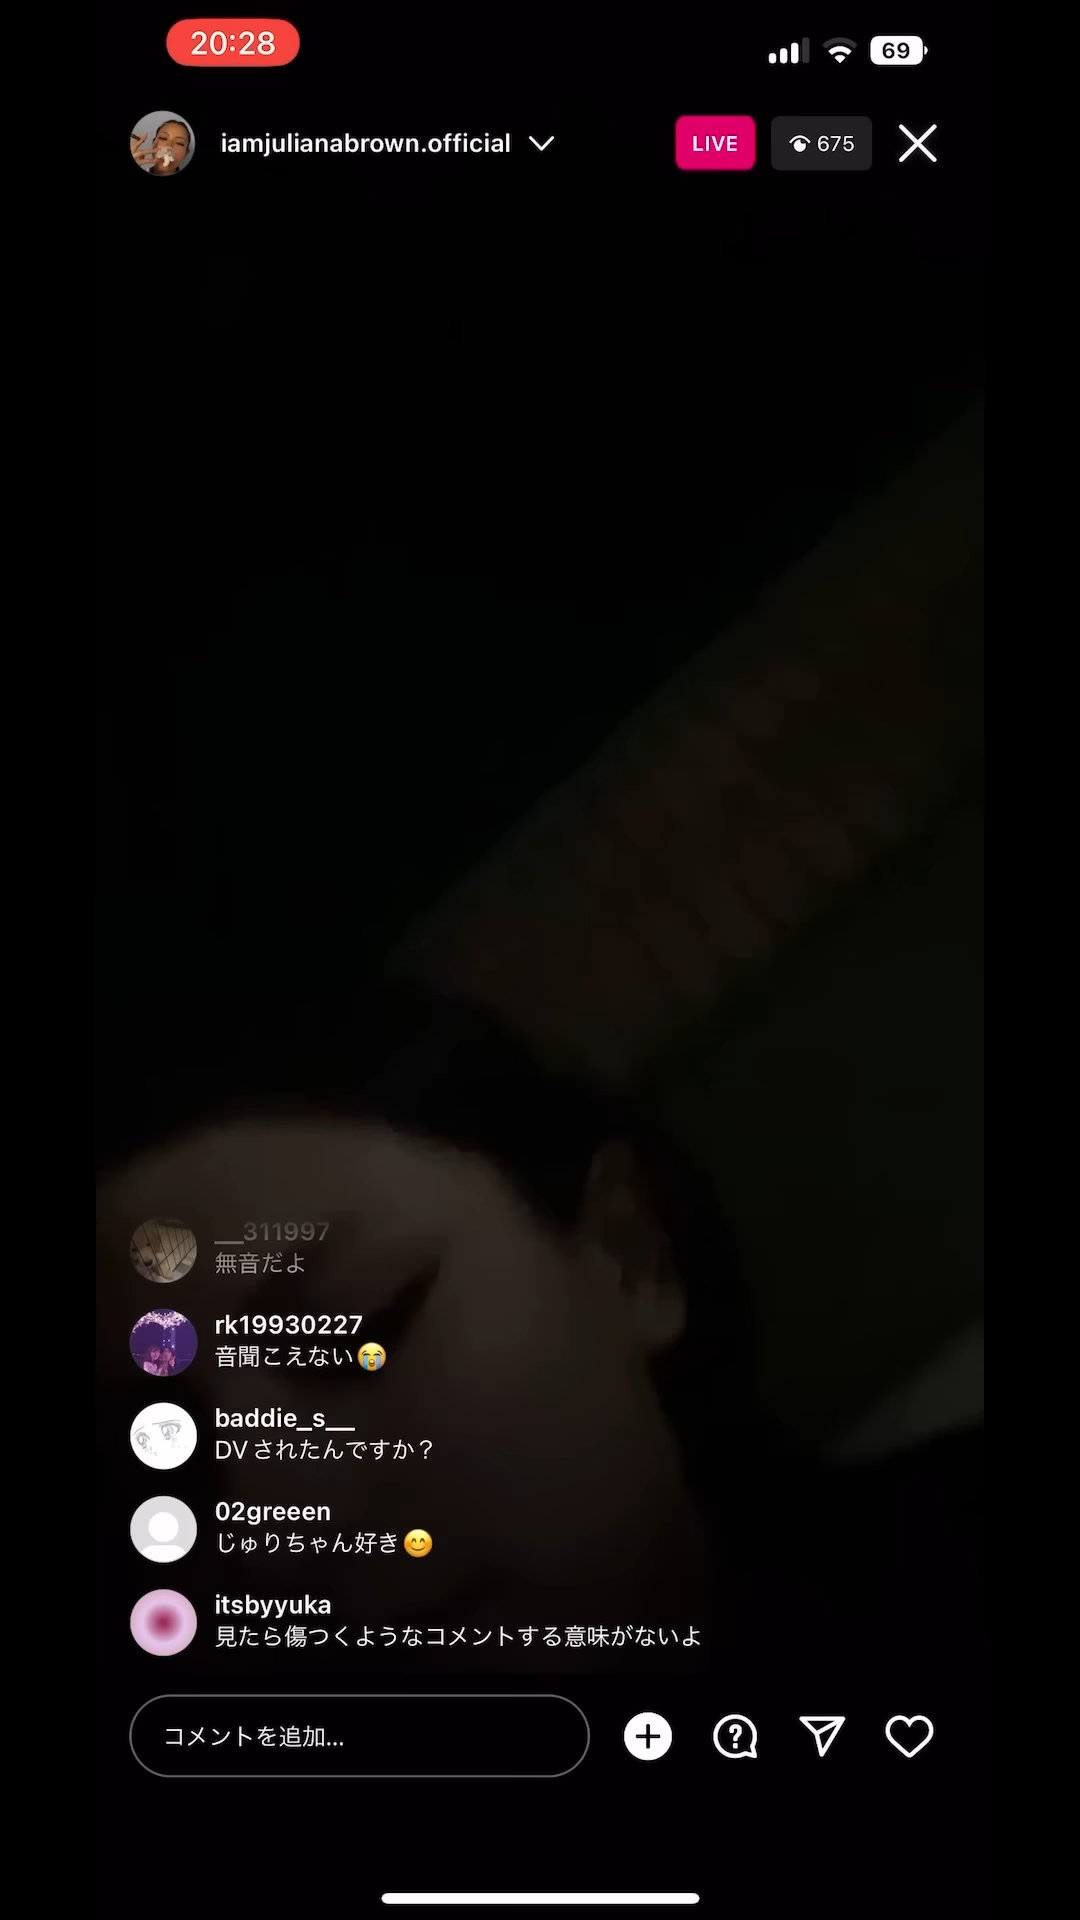 20:28
69
iamjulianabrown.official
LIVE
675
__311997
無音だよ
rk19930227
音聞こえない😭
baddie_s__
DVされたんですか？
02greeen
じゅりちゃん好き😊
itsbyyuka
見たら傷つくようなコメントする意味がないよ
コメントを追加...